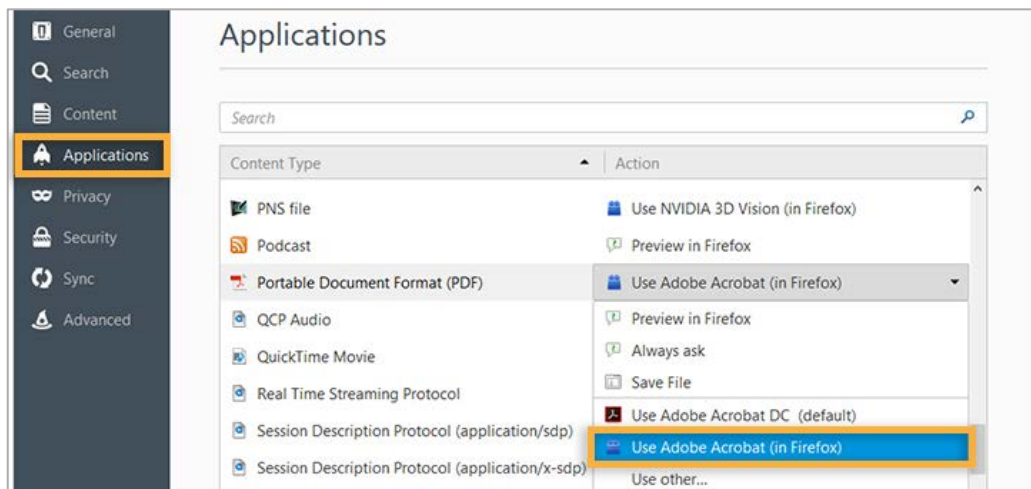 General
Search
Content
Applications
Privacy
Security
Sync
Advanced
Applications
Search
Content Type Action
PNS file Use NVIDIA 3D Vision (in Firefox)
Podcast Preview in Firefox
Portable Document Format (PDF) Use Adobe Acrobat (in Firefox)
QCP Audio Preview in Firefox
QuickTime Movie Always ask
Real Time Streaming Protocol Save File
Session Description Protocol (application/sdp) Use Adobe Acrobat DC (default)
Session Description Protocol (application/x-sdp) Use Adobe Acrobat (in Firefox)
Use other...